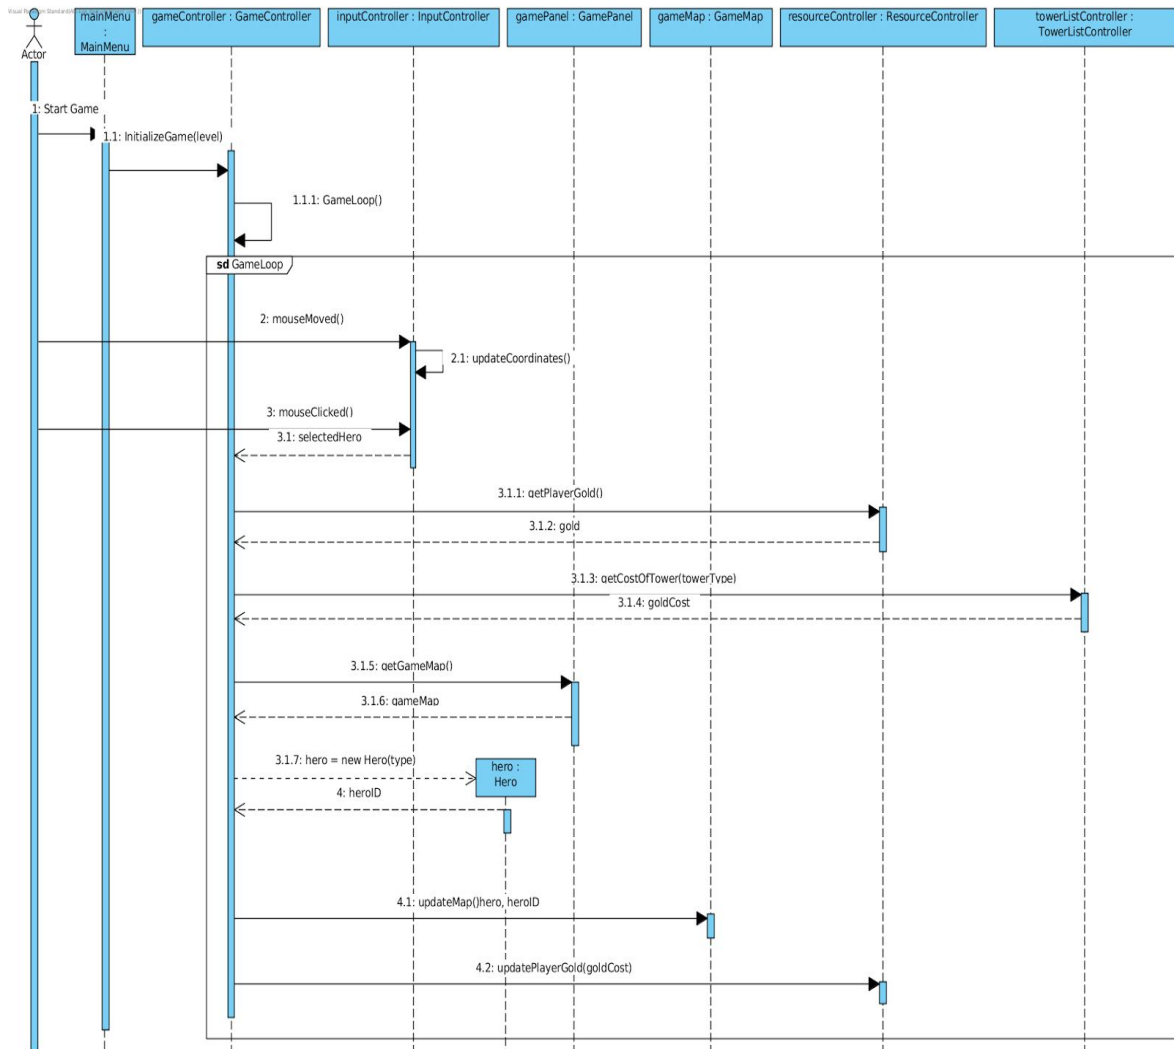 mainMenu
:
MainMenu
gameController : GameController
inputController : InputController
gamePanel : GamePanel
gameMap : GameMap
resourceController : ResourceController
towerListController :
TowerListController
Actor
1: Start Game
1.1: InitializeGame(level)
1.1.1: GameLoop()
sd GameLoop
2: mouseMoved()
2.1: updateCoordinates()
3: mouseClicked()
3.1: selectedHero
3.1.1: getPlayerGold()
3.1.2: gold
3.1.3: getCostOfTower(towerType)
3.1.4: goldCost
3.1.5: getGameMap()
3.1.6: gameMap
3.1.7: hero = new Hero(type)
hero :
Hero
4: heroID
4.1: updateMap()hero, heroID
4.2: updatePlayerGold(goldCost)